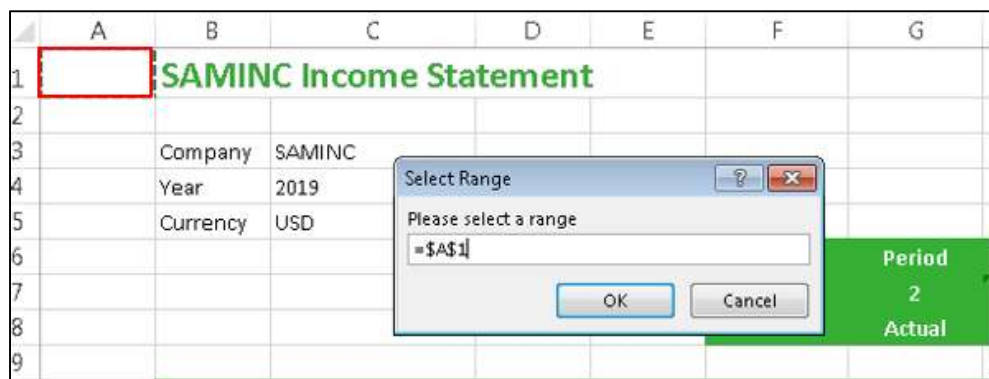 A B C D E F G
1 SAMINC Income Statement
2
3 Company SAMINC
4 Year 2019
5 Currency USD
Select Range
Please select a range
=$A$1
OK Cancel
6 Period
7 2
8 Actual
9